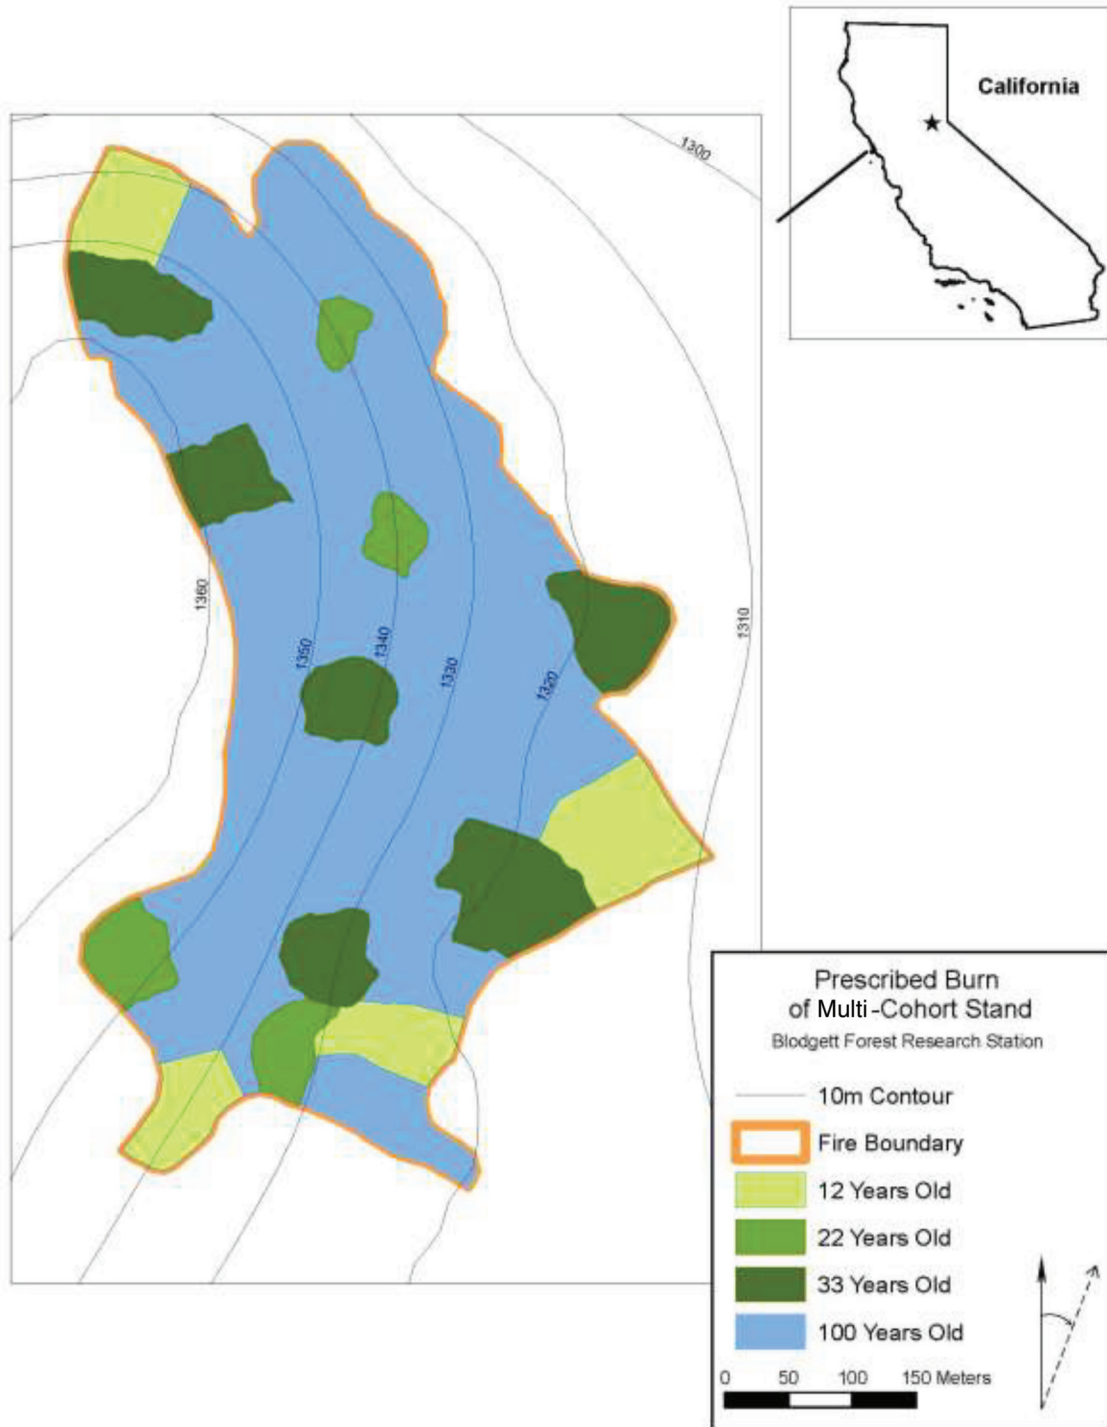 California
1300
1360
1350
1340
1330
1320
1310
Prescribed Burn
of Multi-Cohort Stand
Blodgett Forest Research Station
10m Contour
Fire Boundary
12 Years Old
22 Years Old
33 Years Old
100 Years Old
0 50 100 150 Meters